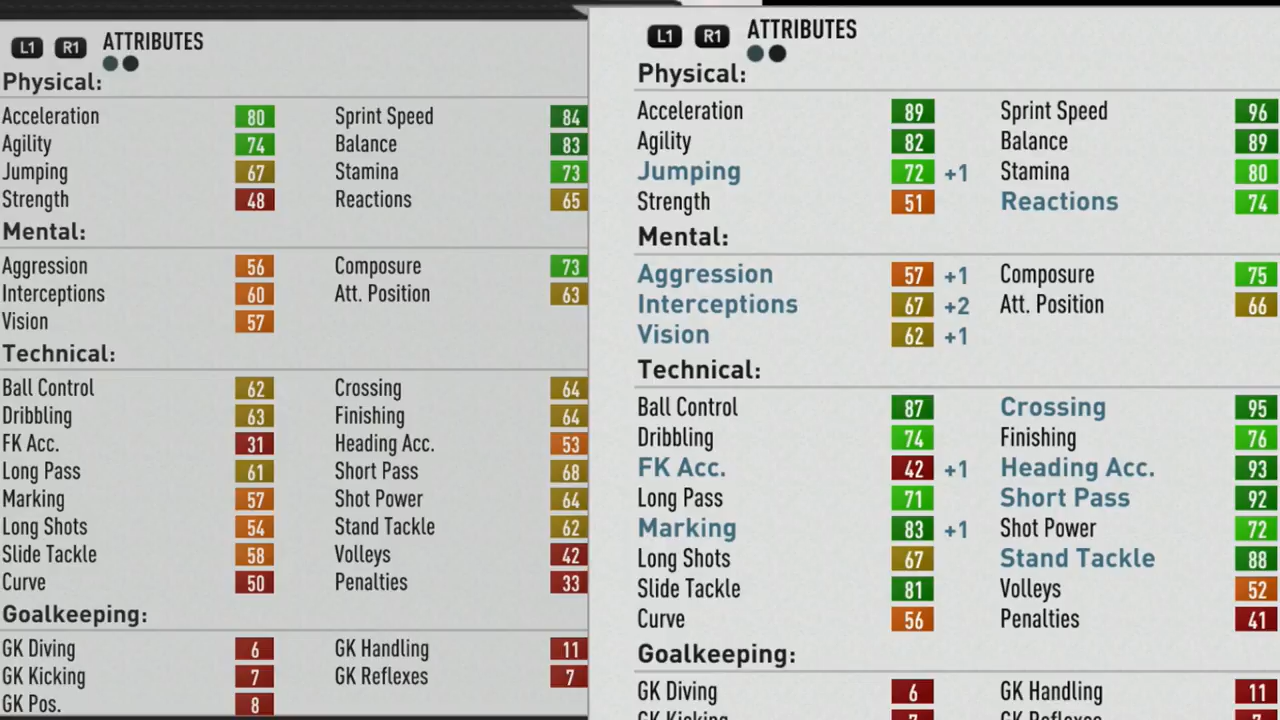 L1 R1 ATTRIBUTES
Physical:
Acceleration 80 Sprint Speed 84
Agility 74 Balance 83
Jumping 67 Stamina 73
Strength 48 Reactions 65
Mental:
Aggression 56 Composure 73
Interceptions 60 Att. Position 63
Vision 57
Technical:
Ball Control 62 Crossing 64
Dribbling 63 Finishing 64
FK Acc. 31 Heading Acc. 53
Long Pass 61 Short Pass 68
Marking 57 Shot Power 64
Long Shots 54 Stand Tackle 62
Slide Tackle 58 Volleys 42
Curve 50 Penalties 33
Goalkeeping:
GK Diving 6 GK Handling 11
GK Kicking 7 GK Reflexes 7
GK Pos. 8
L1 R1 ATTRIBUTES
Physical:
Acceleration 89 Sprint Speed 96
Agility 82 Balance 89
Jumping 72 +1 Stamina 80
Strength 51 Reactions 74
Mental:
Aggression 57 +1 Composure 75
Interceptions 67 +2 Att. Position 66
Vision 62 +1
Technical:
Ball Control 87 Crossing 95
Dribbling 74 Finishing 76
FK Acc. 42 +1 Heading Acc. 93
Long Pass 71 Short Pass 92
Marking 83 +1 Shot Power 72
Long Shots 67 Stand Tackle 88
Slide Tackle 81 Volleys 52
Curve 56 Penalties 41
Goalkeeping:
GK Diving 6 GK Handling 11
GK Kicking 7 GK Reflexes 7